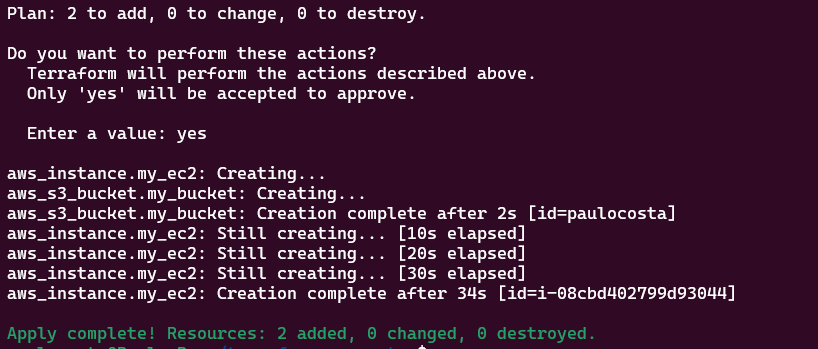 Plan: 2 to add, 0 to change, 0 to destroy.
Do you want to perform these actions?
Terraform will perform the actions described above.
Only 'yes' will be accepted to approve.
Enter a value: yes
aws_instance.my_ec2: Creating...
aws_s3_bucket.my_bucket: Creating...
aws_s3_bucket.my_bucket: Creation complete after 2s [id=paulocosta]
aws_instance.my_ec2: Still creating... [10s elapsed]
aws_instance.my_ec2: Still creating... [20s elapsed]
aws_instance.my_ec2: Still creating... [30s elapsed]
aws_instance.my_ec2: Creation complete after 34s [id=i-08cbd402799d93044]
Apply complete! Resources: 2 added, 0 changed, 0 destroyed.